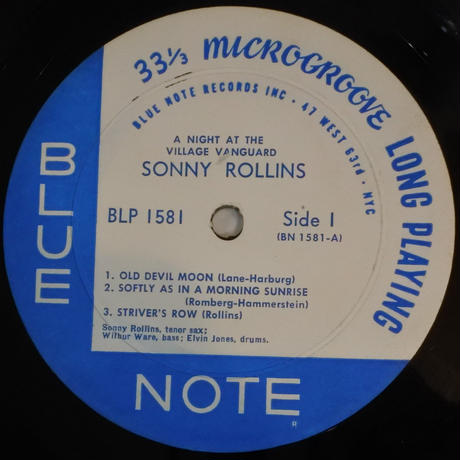 33⅓ MICROGROOVE LONG PLAYING
BLUE NOTE RECORDS INC · 47 WEST 63rd · NYC
A NIGHT AT THE
VILLAGE VANGUARD
SONNY ROLLINS
BLP 1581
Side 1
(BN 1581-A)
1. OLD DEVIL MOON (Lane-Harburg)
2. SOFTLY AS IN A MORNING SUNRISE
(Romberg-Hammerstein)
3. STRIVER'S ROW (Rollins)
Sonny Rollins, tenor sax;
Wilbur Ware, bass; Elvin Jones, drums.
BLUE
NOTE
R